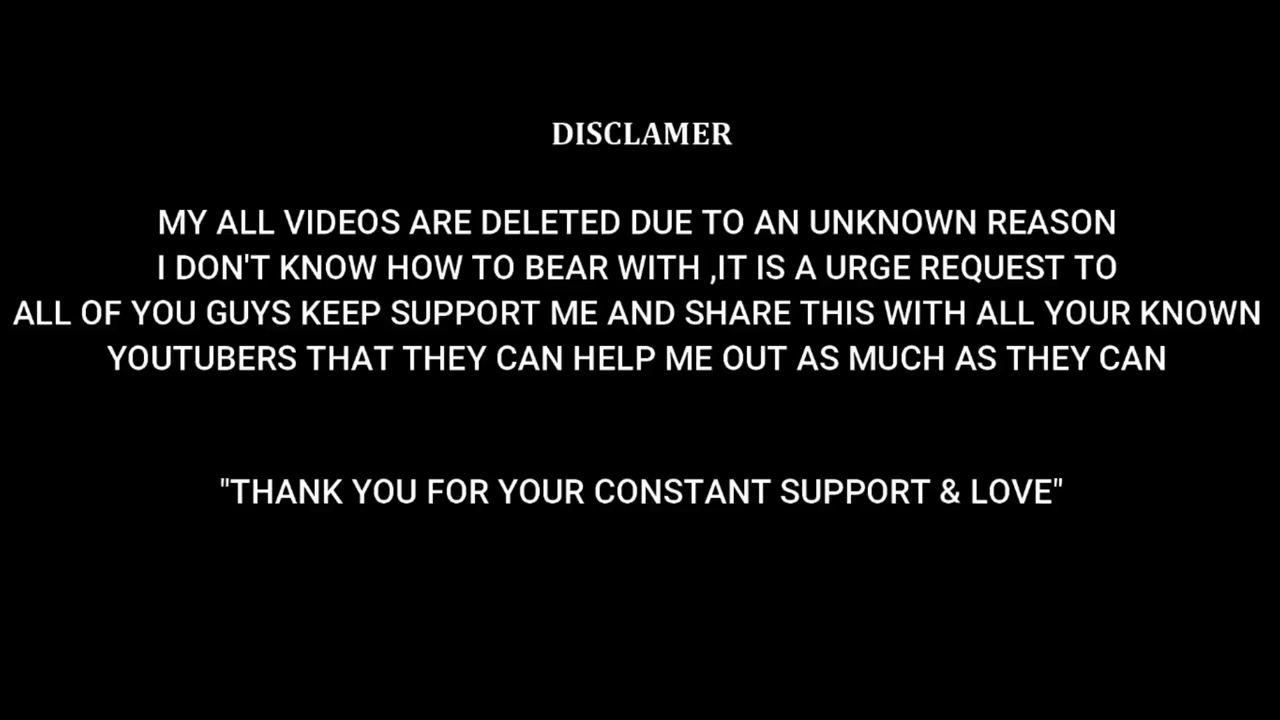 DISCLAMER
MY ALL VIDEOS ARE DELETED DUE TO AN UNKNOWN REASON
I DON'T KNOW HOW TO BEAR WITH ,IT IS A URGE REQUEST TO
ALL OF YOU GUYS KEEP SUPPORT ME AND SHARE THIS WITH ALL YOUR KNOWN
YOUTUBERS THAT THEY CAN HELP ME OUT AS MUCH AS THEY CAN
"THANK YOU FOR YOUR CONSTANT SUPPORT & LOVE"